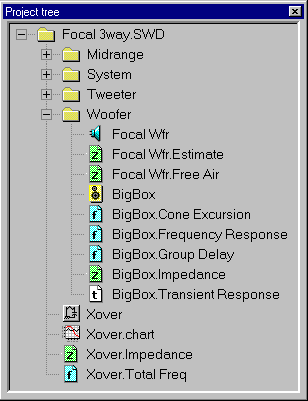 Project tree
Focal 3way.SWD
Midrange
System
Tweeter
Woofer
Focal Wfr
Focal Wfr.Estimate
Focal Wfr.Free Air
BigBox
BigBox.Cone Excursion
BigBox.Frequency Response
BigBox.Group Delay
BigBox.Impedance
BigBox.Transient Response
Xover
Xover.chart
Xover.Impedance
Xover.Total Freq